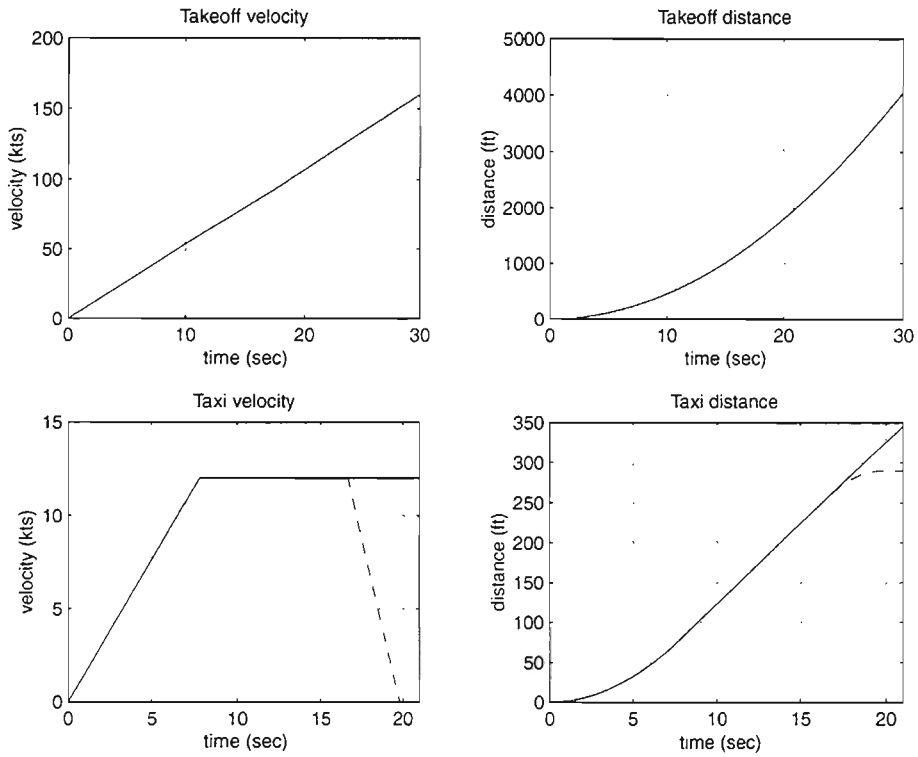 Takeoff velocity
200
150
100
50
0
0 10 20 30
velocity (kts)
time (sec)
Takeoff distance
5000
4000
3000
2000
1000
0
0 10 20 30
distance (ft)
time (sec)
Taxi velocity
15
10
5
0
0 5 10 15 20
velocity (kts)
time (sec)
Taxi distance
350
300
250
200
150
100
50
0
0 5 10 15 20
distance (ft)
time (sec)